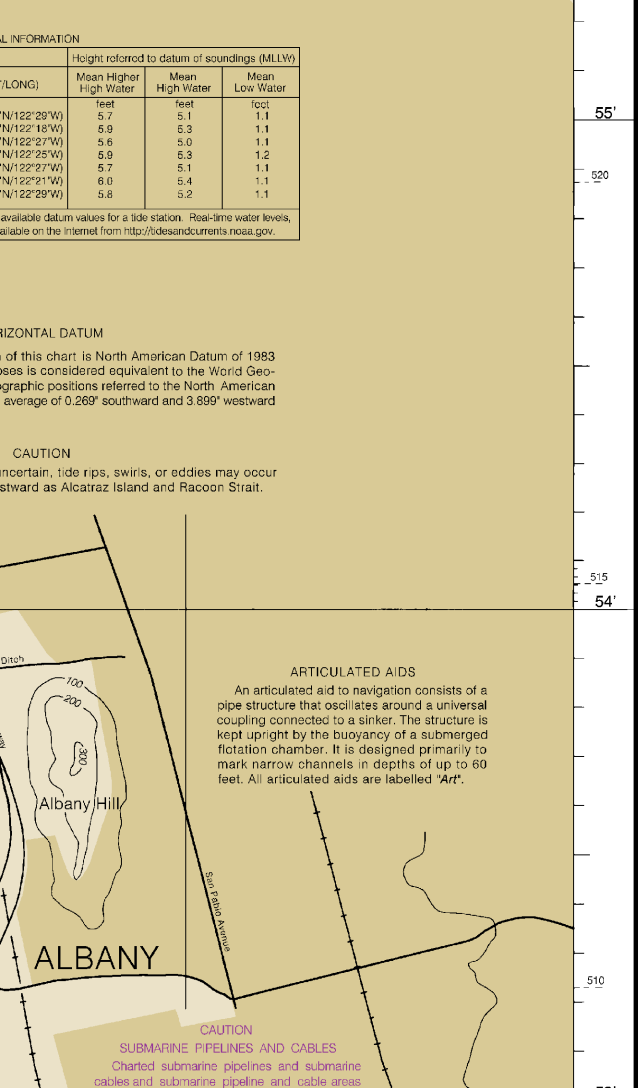 AL INFORMATION
Height referred to datum of soundings (MLLW)
/LONG) Mean Higher High Water Mean High Water Mean Low Water
feet feet feet
N/122°29"W) 5.7 5.1 1.1
N/122°18"W) 5.9 5.3 1.1
N/122°27"W) 5.6 5.0 1.1
N/122°25"W) 5.9 5.3 1.2
N/122°27"W) 5.7 5.1 1.1
N/122°21"W) 6.0 5.4 1.1
N/122°29"W) 5.8 5.2 1.1
available datum values for a tide station. Real-time water levels,
ailable on the Internet from http://tidesandcurrents.noaa.gov.
55'
520
RIZONTAL DATUM
of this chart is North American Datum of 1983
oses is considered equivalent to the World Geo-
ographic positions referred to the North American
average of 0.269" southward and 3.899" westward
CAUTION
uncertain, tide rips, swirls, or eddies may occur
stward as Alcatraz Island and Racoon Strait.
515
54'
Ditch
100
200
300
Albany Hill
way
ARTICULATED AIDS
An articulated aid to navigation consists of a
pipe structure that oscillates around a universal
coupling connected to a sinker. The structure is
kept upright by the buoyancy of a submerged
flotation chamber. It is designed primarily to
mark narrow channels in depths of up to 60
feet. All articulated aids are labelled "Art".
San Pablo Avenue
ALBANY
510
CAUTION
SUBMARINE PIPELINES AND CABLES
Charted submarine pipelines and submarine
cables and submarine pipeline and cable areas